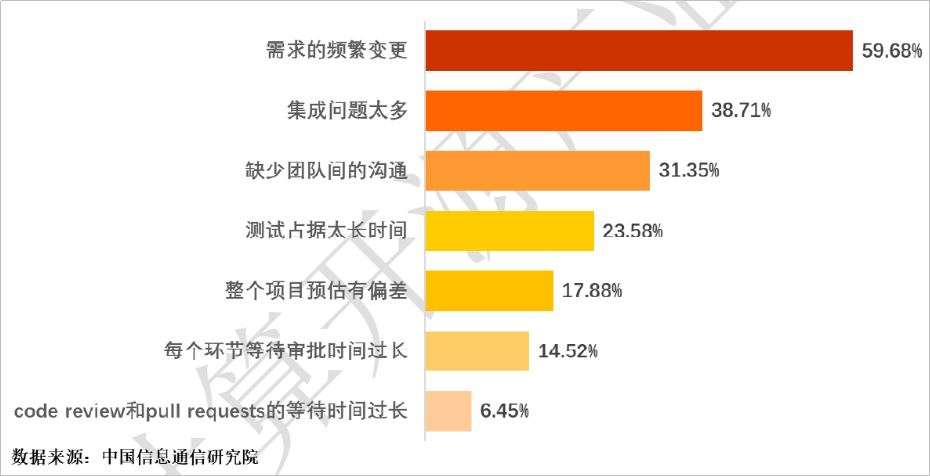 需求的频繁变更 59.68%
集成问题太多 38.71%
缺少团队间的沟通 31.35%
测试占据太长时间 23.58%
整个项目预估有偏差 17.88%
每个环节等待审批时间过长 14.52%
code review和pull requests的等待时间过长 6.45%
数据来源：中国信息通信研究院
算开源